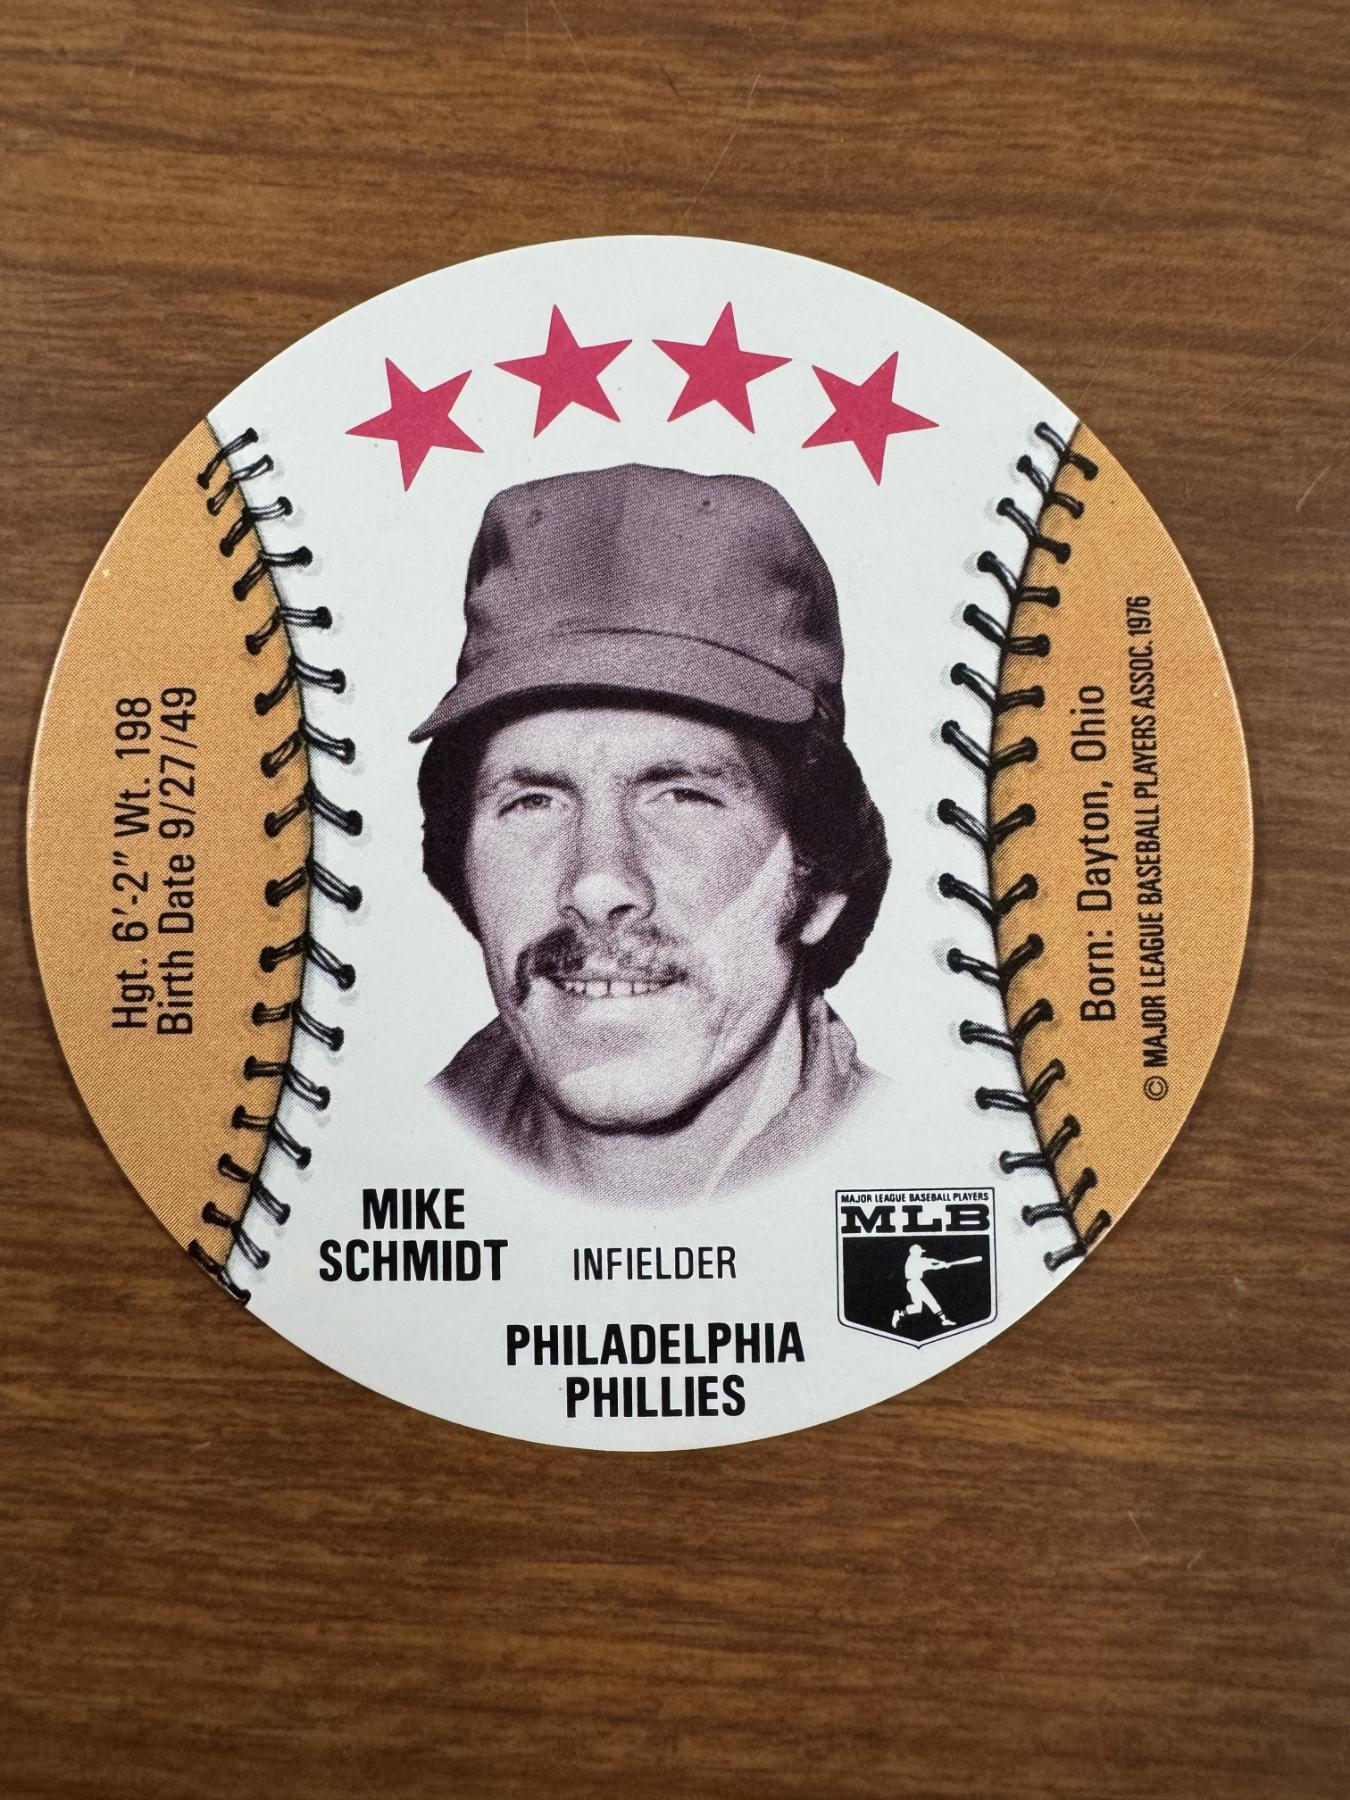 Hgt. 6'-2" Wt. 198
Birth Date 9/27/49
Born: Dayton, Ohio
© MAJOR LEAGUE BASEBALL PLAYERS ASSOC. 1976
MIKE
SCHMIDT
INFIELDER
PHILADELPHIA
PHILLIES
MAJOR LEAGUE BASEBALL PLAYERS
MLB